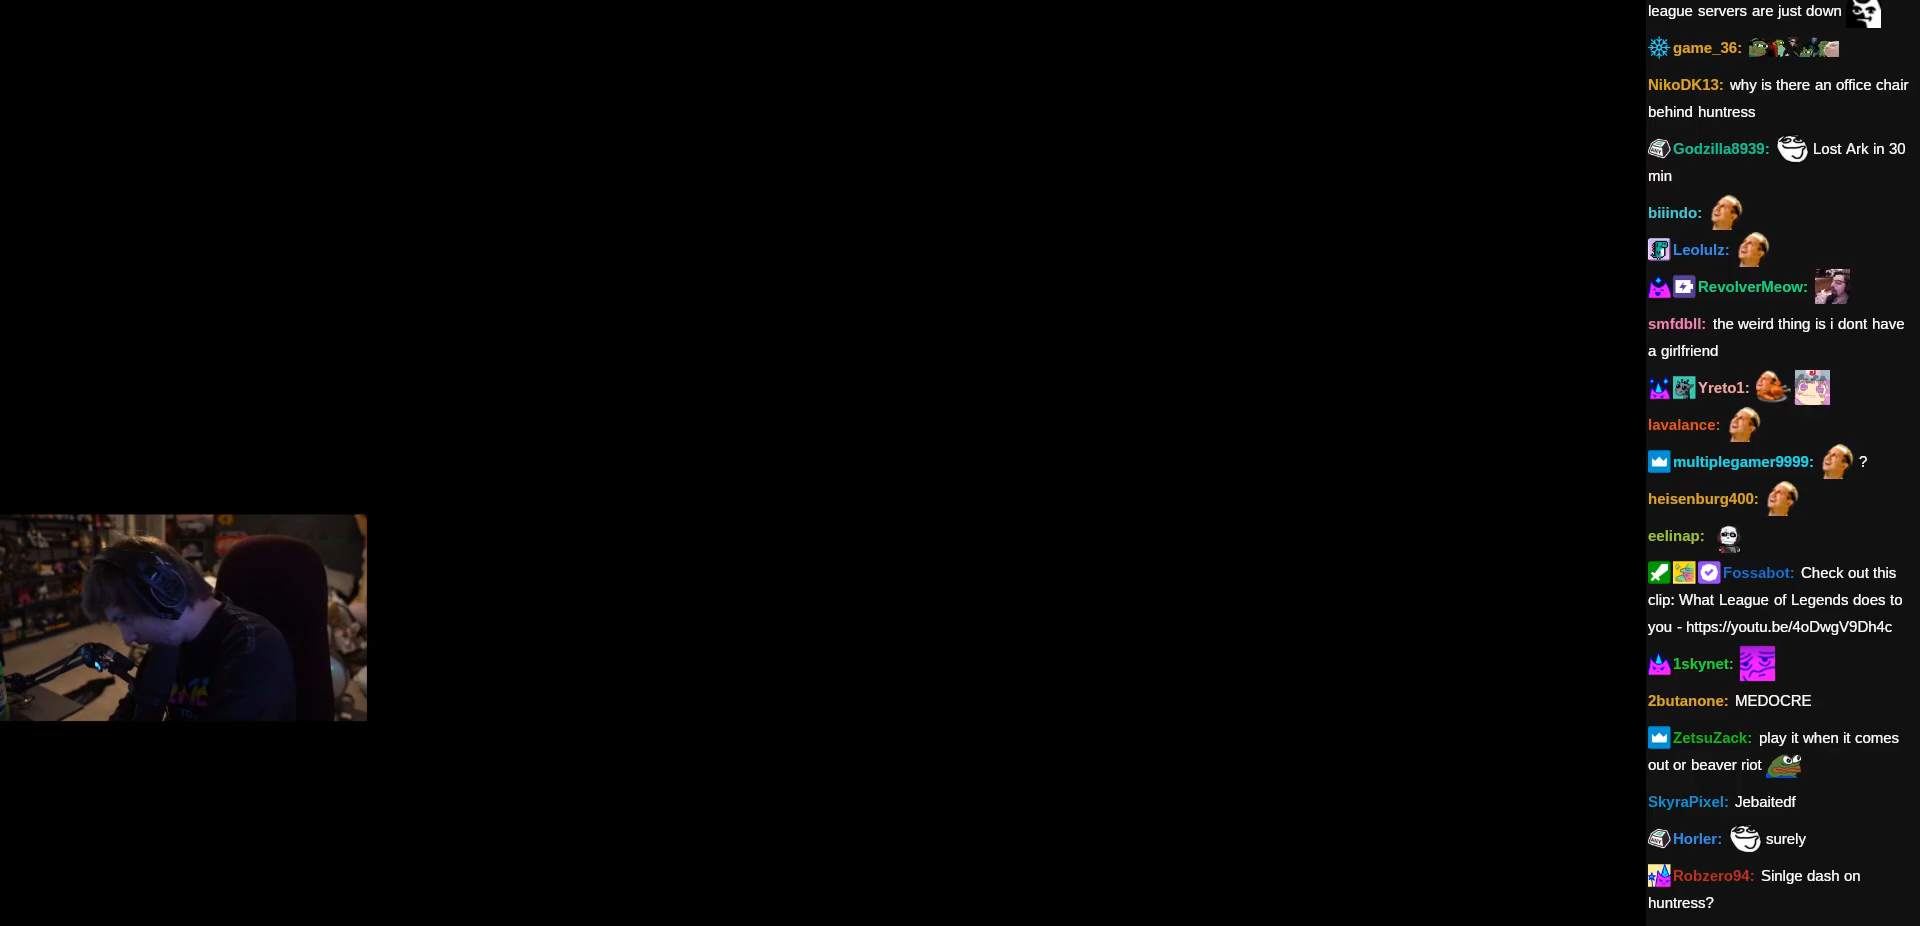 league servers are just down
game_36:
NikoDK13: why is there an office chair
behind huntress
Godzilla8939: Lost Ark in 30
min
biiindo:
Leolulz:
RevolverMeow:
smfdbll: the weird thing is i dont have
a girlfriend
Yreto1:
lavalance:
multiplegamer9999: ?
heisenburg400:
eelinap:
Fossabot: Check out this
clip: What League of Legends does to
you - https://youtu.be/4oDwgV9Dh4c
1skynet:
2butanone: MEDOCRE
ZetsuZack: play it when it comes
out or beaver riot
SkyraPixel: Jebaitedf
Horler: surely
Robzero94: Sinlge dash on
huntress?